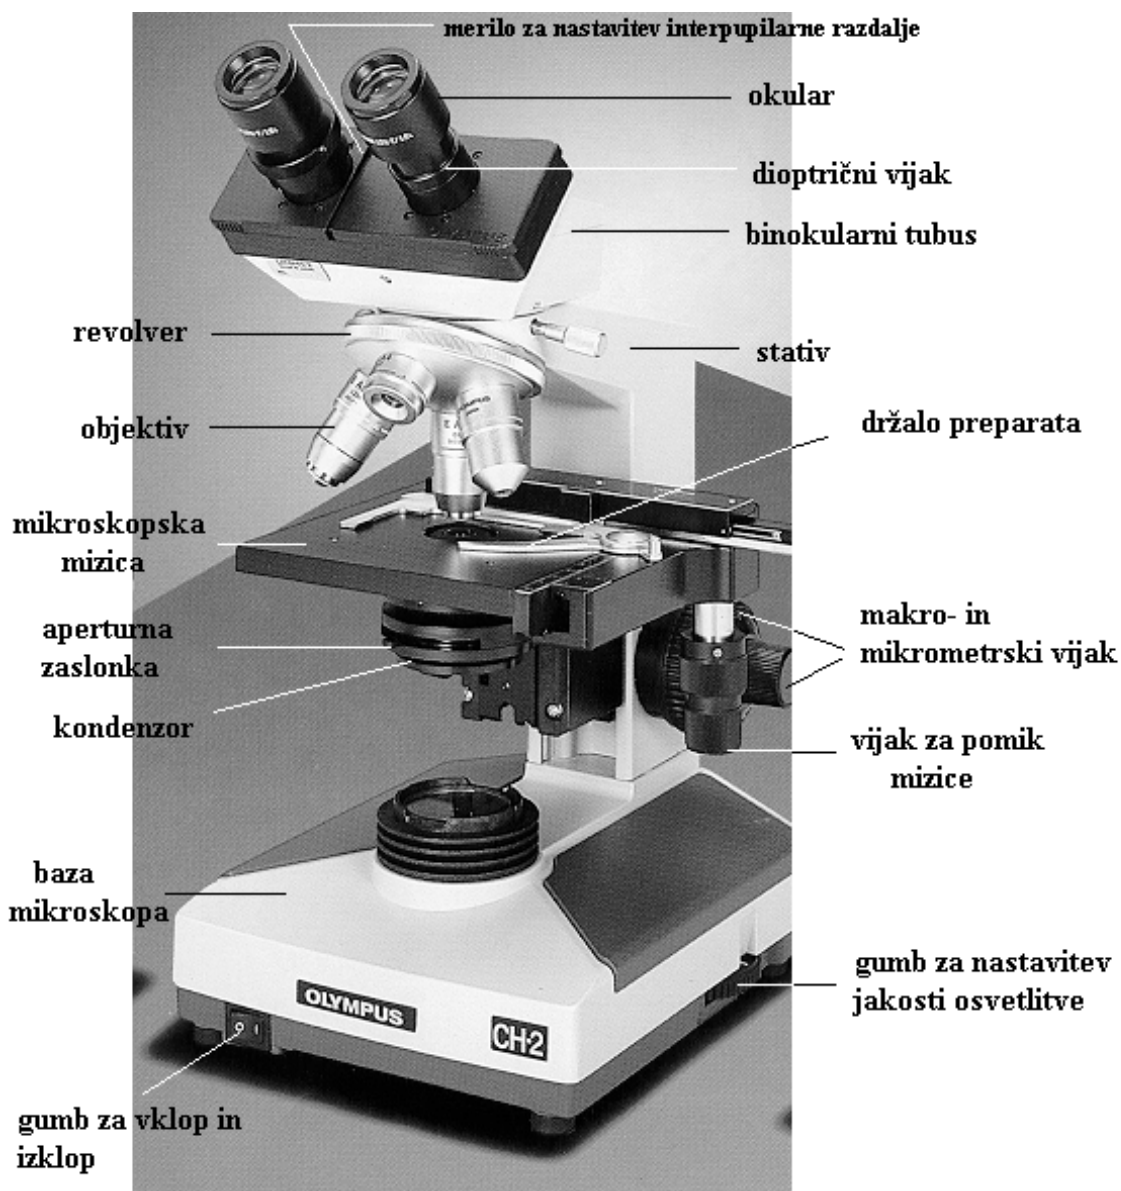 merilo za nastavitev interpupilarne razdalje
okular
dioptrični vijak
binokularni tubus
revolver
stativ
objektiv
držalo preparata
mikroskopska
mizica
aperturna
zaslonka
makro- in
mikrometrski vijak
kondenzor
vijak za pomik
mizice
baza
mikroskopa
gumb za nastavitev
jakosti osvetlitve
OLYMPUS
CH-2
gumb za vklop in
izklop